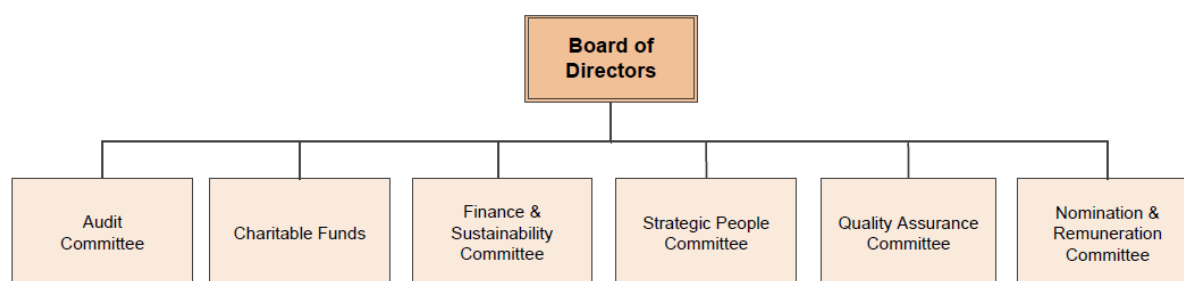 Board of
Directors
Audit
Committee
Charitable Funds
Finance &
Sustainability
Committee
Strategic People
Committee
Quality Assurance
Committee
Nomination &
Remuneration
Committee